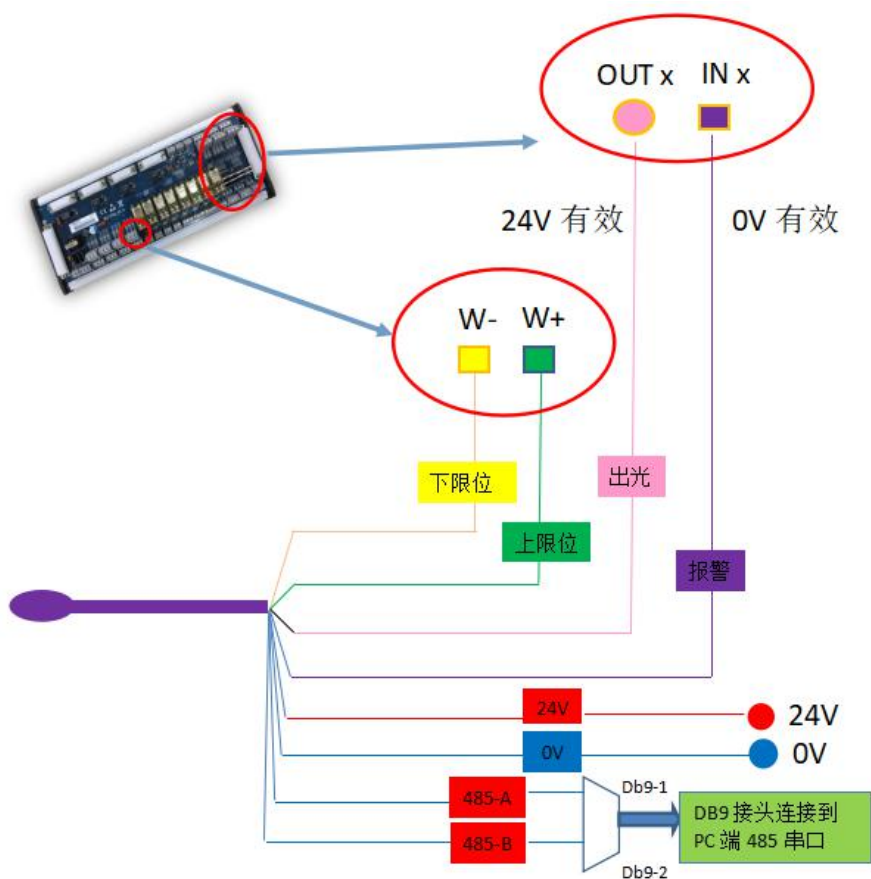 OUT x IN x
24V 有效
0V 有效
W- W+
下限位
出光
上限位
报警
24V
24V
0V
0V
485-A
Db9-1
DB9 接头连接到
PC 端 485 串口
485-B
Db9-2